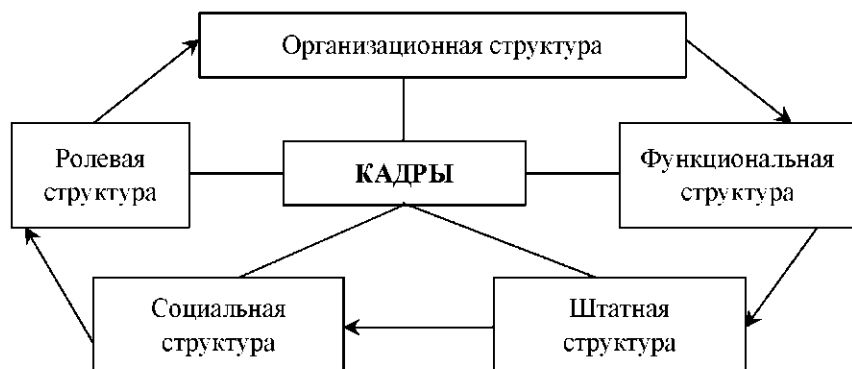 Организационная структура
Ролевая
структура
КАДРЫ
Функциональная
структура
Социальная
структура
Штатная
структура